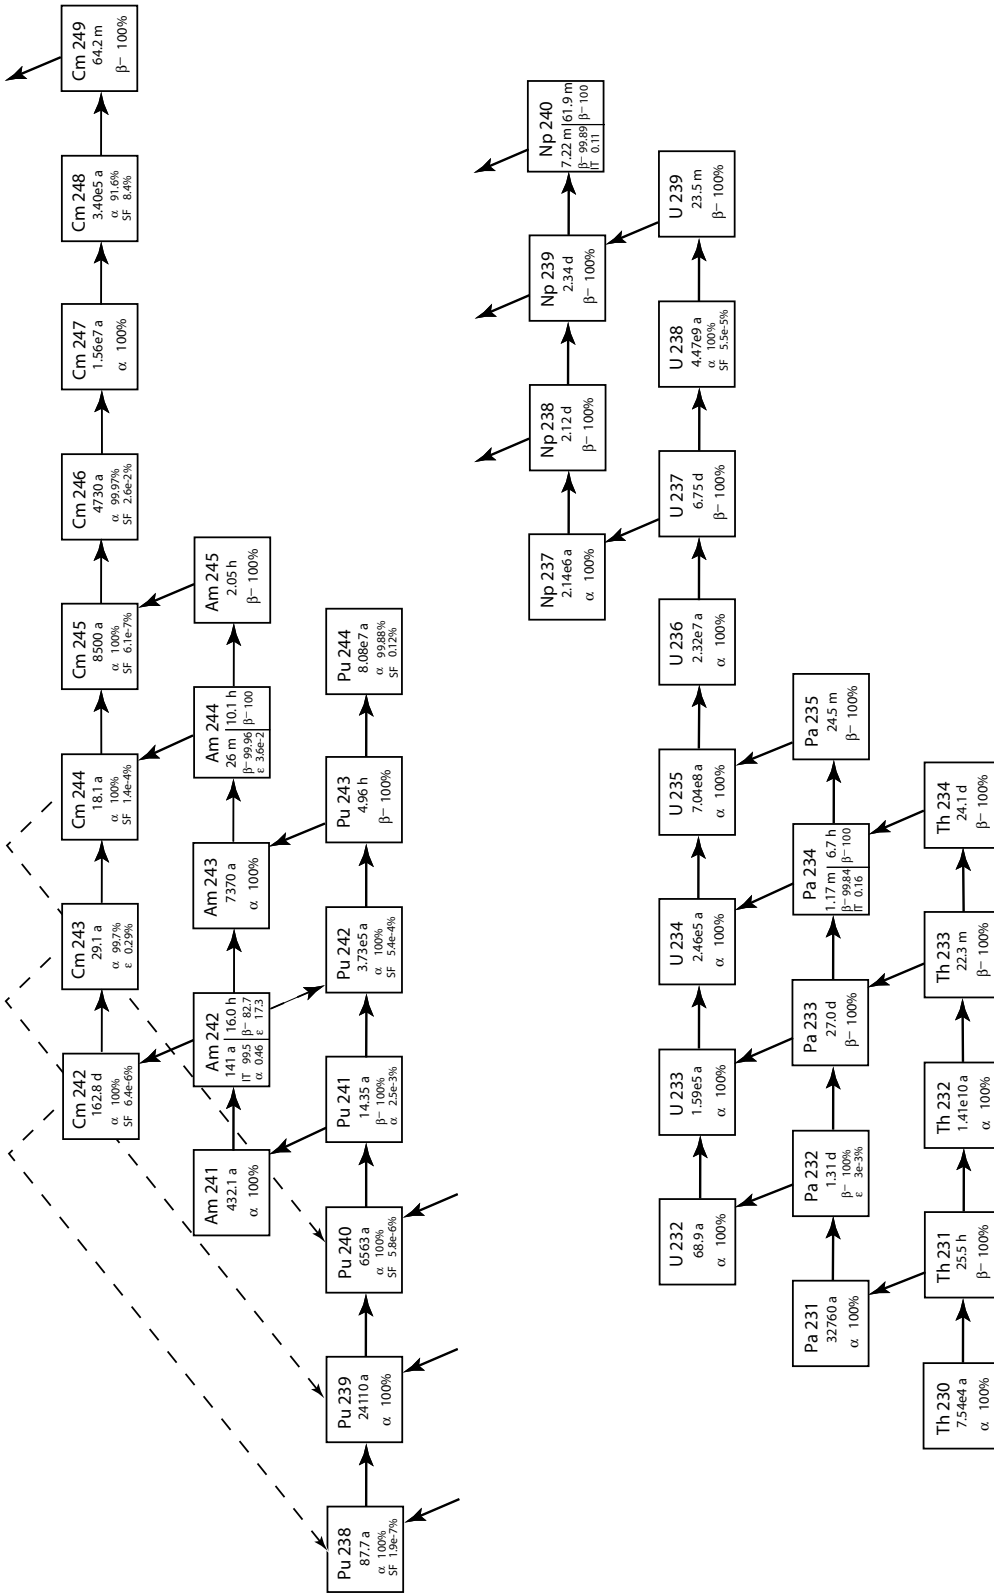 Cm 242
162.8 d
α 100%
SF 6.4e-6%
Cm 243
29.1 a
α 99.7%
ε 0.29%
Cm 244
18.1 a
α 100%
SF 1.4e-4%
Cm 245
8500 a
α 100%
SF 6.1e-7%
Cm 246
4730 a
α 99.97%
SF 2.6e-2%
Cm 247
1.56e7 a
α 100%
Cm 248
3.40e5 a
α 91.6%
SF 8.4%
Cm 249
64.2 m
β− 100%
Am 241
432.1 a
α 100%
Am 242
141 a 16.0 h
IT 99.5 β− 82.7
α 0.46 ε 17.3
Am 243
7370 a
α 100%
Am 244
26 m 10.1 h
β− 99.96 β− 100
ε 3.6e-2
Am 245
2.05 h
β− 100%
Pu 238
87.7 a
α 100%
SF 1.9e-7%
Pu 239
24110 a
α 100%
Pu 240
6563 a
α 100%
SF 5.8e-6%
Pu 241
14.35 a
β− 100%
α 2.5e-3%
Pu 242
3.73e5 a
α 100%
SF 5.4e-4%
Pu 243
4.96 h
β− 100%
Pu 244
8.08e7 a
α 99.88%
SF 0.12%
Np 237
2.14e6 a
α 100%
Np 238
2.12 d
β− 100%
Np 239
2.34 d
β− 100%
Np 240
7.22 m 61.9 m
β− 99.89 β− 100
IT 0.11
U 232
68.9 a
α 100%
U 233
1.59e5 a
α 100%
U 234
2.46e5 a
α 100%
U 235
7.04e8 a
α 100%
U 236
2.32e7 a
α 100%
U 237
6.75 d
β− 100%
U 238
4.47e9 a
α 100%
SF 5.5e-5%
U 239
23.5 m
β− 100%
Pa 231
32760 a
α 100%
Pa 232
1.31 d
β− 100%
ε 3e-3%
Pa 233
27.0 d
β− 100%
Pa 234
1.17 m 6.7 h
β− 99.84 β− 100
IT 0.16
Pa 235
24.5 m
β− 100%
Th 230
7.54e4 a
α 100%
Th 231
25.5 h
β− 100%
Th 232
1.41e10 a
α 100%
Th 233
22.3 m
β− 100%
Th 234
24.1 d
β− 100%